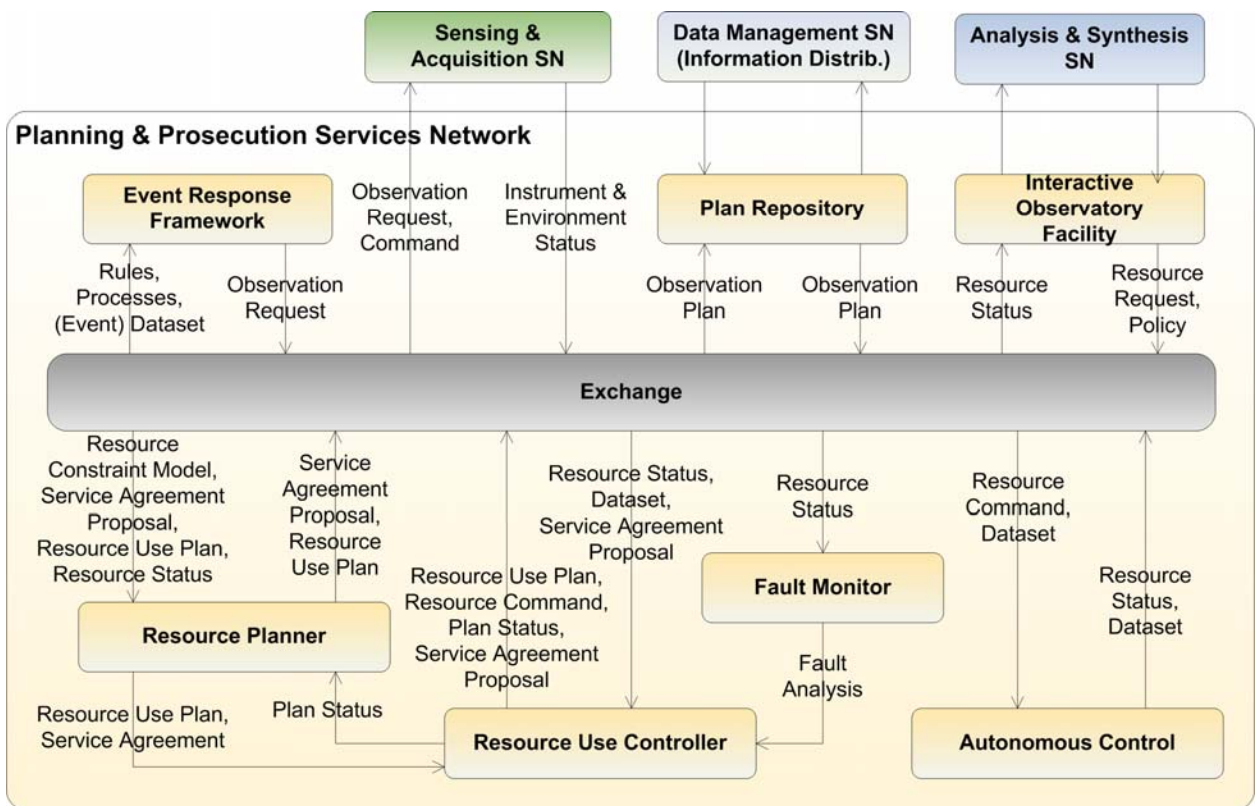 Sensing &
Acquisition SN
Data Management SN
(Information Distrib.)
Analysis & Synthesis
SN
Planning & Prosecution Services Network
Event Response
Framework
Observation
Request,
Command
Instrument &
Environment
Status
Plan Repository
Interactive
Observatory
Facility
Rules,
Processes,
(Event) Dataset
Observation
Request
Observation
Plan
Observation
Plan
Resource
Status
Resource
Request,
Policy
Exchange
Resource
Constraint Model,
Service Agreement
Proposal,
Resource Use Plan,
Resource Status
Service
Agreement
Proposal,
Resource
Use Plan
Resource Use Plan,
Resource Command,
Plan Status,
Service Agreement
Proposal
Resource Status,
Dataset,
Service Agreement
Proposal
Resource
Status
Resource
Command,
Dataset
Resource
Status,
Dataset
Resource Planner
Fault Monitor
Resource Use Plan,
Service Agreement
Plan Status
Fault
Analysis
Resource Use Controller
Autonomous Control